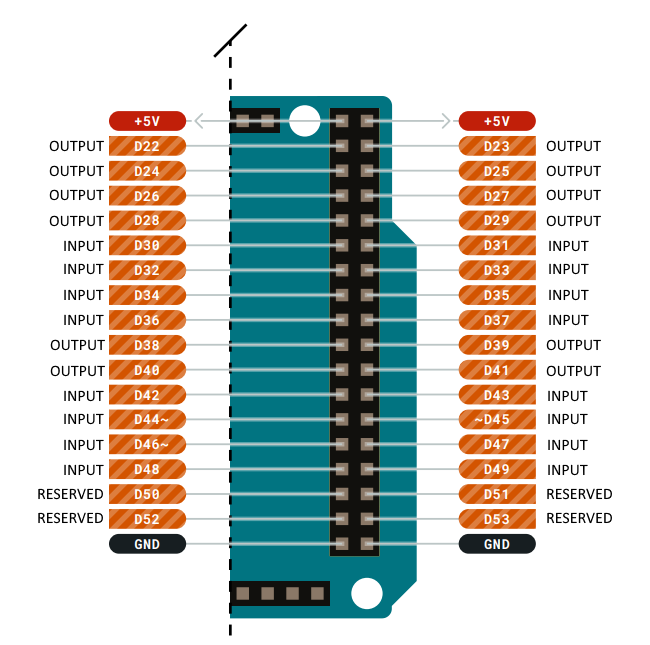 +5V +5V
OUTPUT D22 D23 OUTPUT
OUTPUT D24 D25 OUTPUT
OUTPUT D26 D27 OUTPUT
OUTPUT D28 D29 OUTPUT
INPUT D30 D31 INPUT
INPUT D32 D33 INPUT
INPUT D34 D35 INPUT
INPUT D36 D37 INPUT
OUTPUT D38 D39 OUTPUT
OUTPUT D40 D41 OUTPUT
INPUT D42 D43 INPUT
INPUT D44~ ~D45 INPUT
INPUT D46~ D47 INPUT
INPUT D48 D49 INPUT
RESERVED D50 D51 RESERVED
RESERVED D52 D53 RESERVED
GND GND